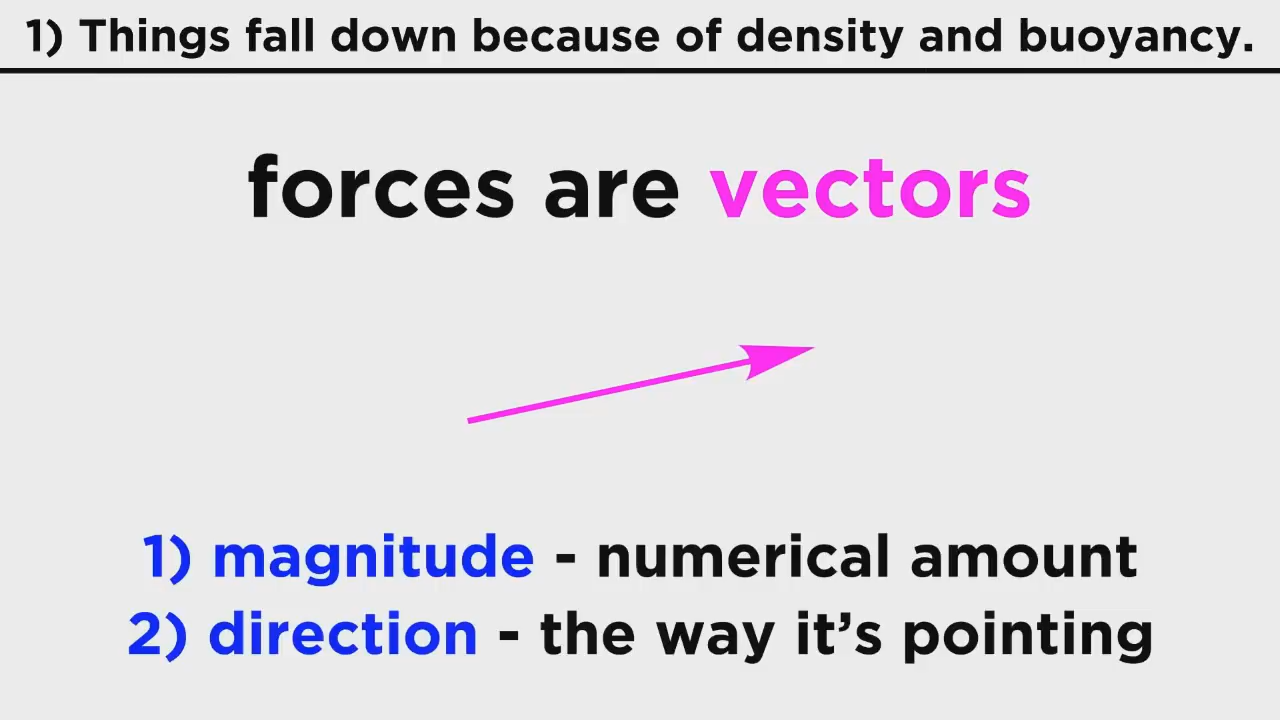 1) Things fall down because of density and buoyancy.
forces are vectors
1) magnitude - numerical amount
2) direction - the way it’s pointing